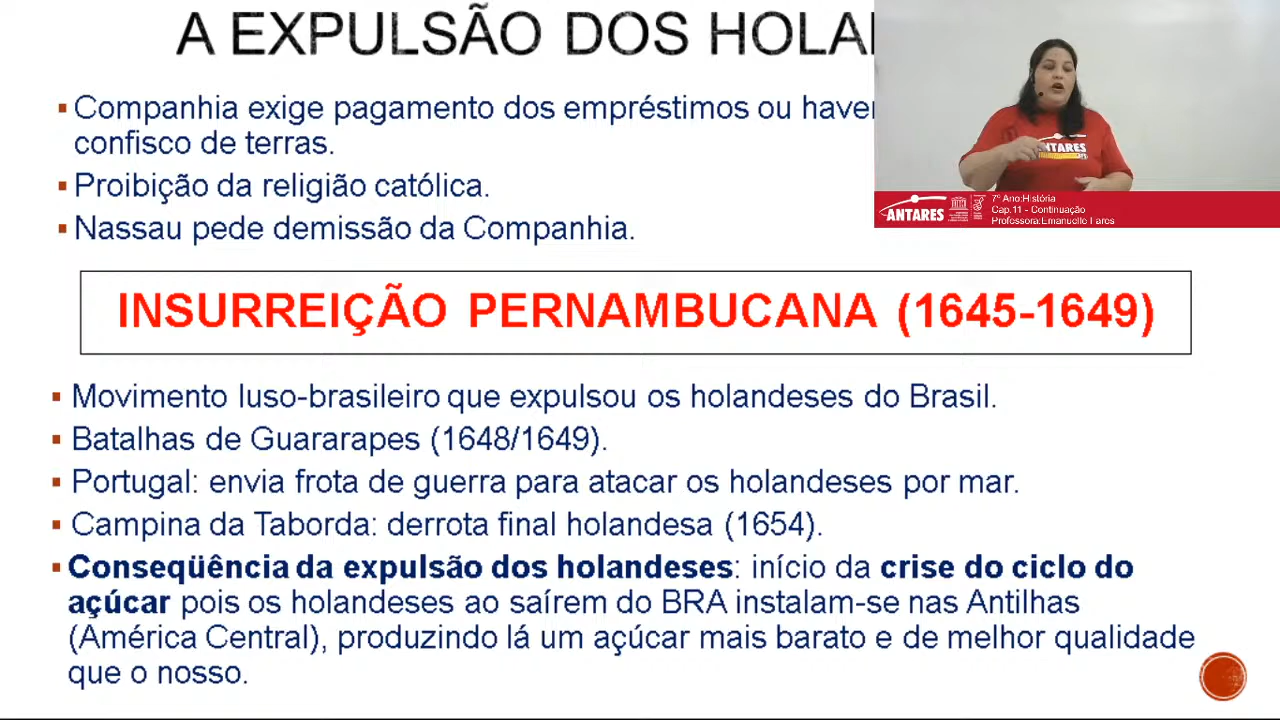 A EXPULSÃO DOS HOLA
▪ Companhia exige pagamento dos empréstimos ou haver
confisco de terras.
▪ Proibição da religião católica.
▪ Nassau pede demissão da Companhia.
ANTARES
ANTARES
7º Ano:História
Cap.11 - Continuação
INSURREIÇÃO PERNAMBUCANA (1645-1649)
▪ Movimento luso-brasileiro que expulsou os holandeses do Brasil.
▪ Batalhas de Guararapes (1648/1649).
▪ Portugal: envia frota de guerra para atacar os holandeses por mar.
▪ Campina da Taborda: derrota final holandesa (1654).
▪ Conseqüência da expulsão dos holandeses: início da crise do ciclo do
açúcar pois os holandeses ao saírem do BRA instalam-se nas Antilhas
(América Central), produzindo lá um açúcar mais barato e de melhor qualidade
que o nosso.